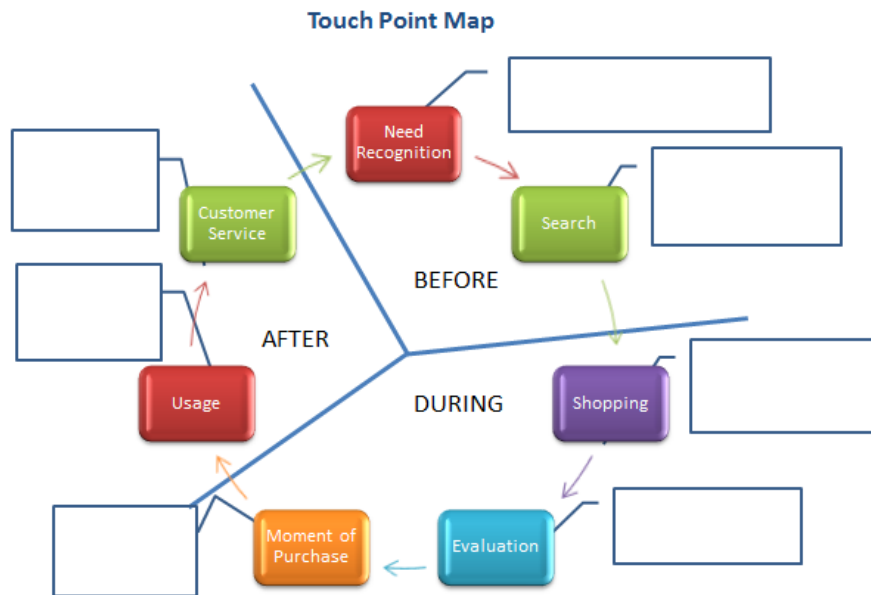 Touch Point Map
Need
Recognition
Search
BEFORE
Customer
Service
AFTER
Usage
DURING
Shopping
Evaluation
Moment of
Purchase